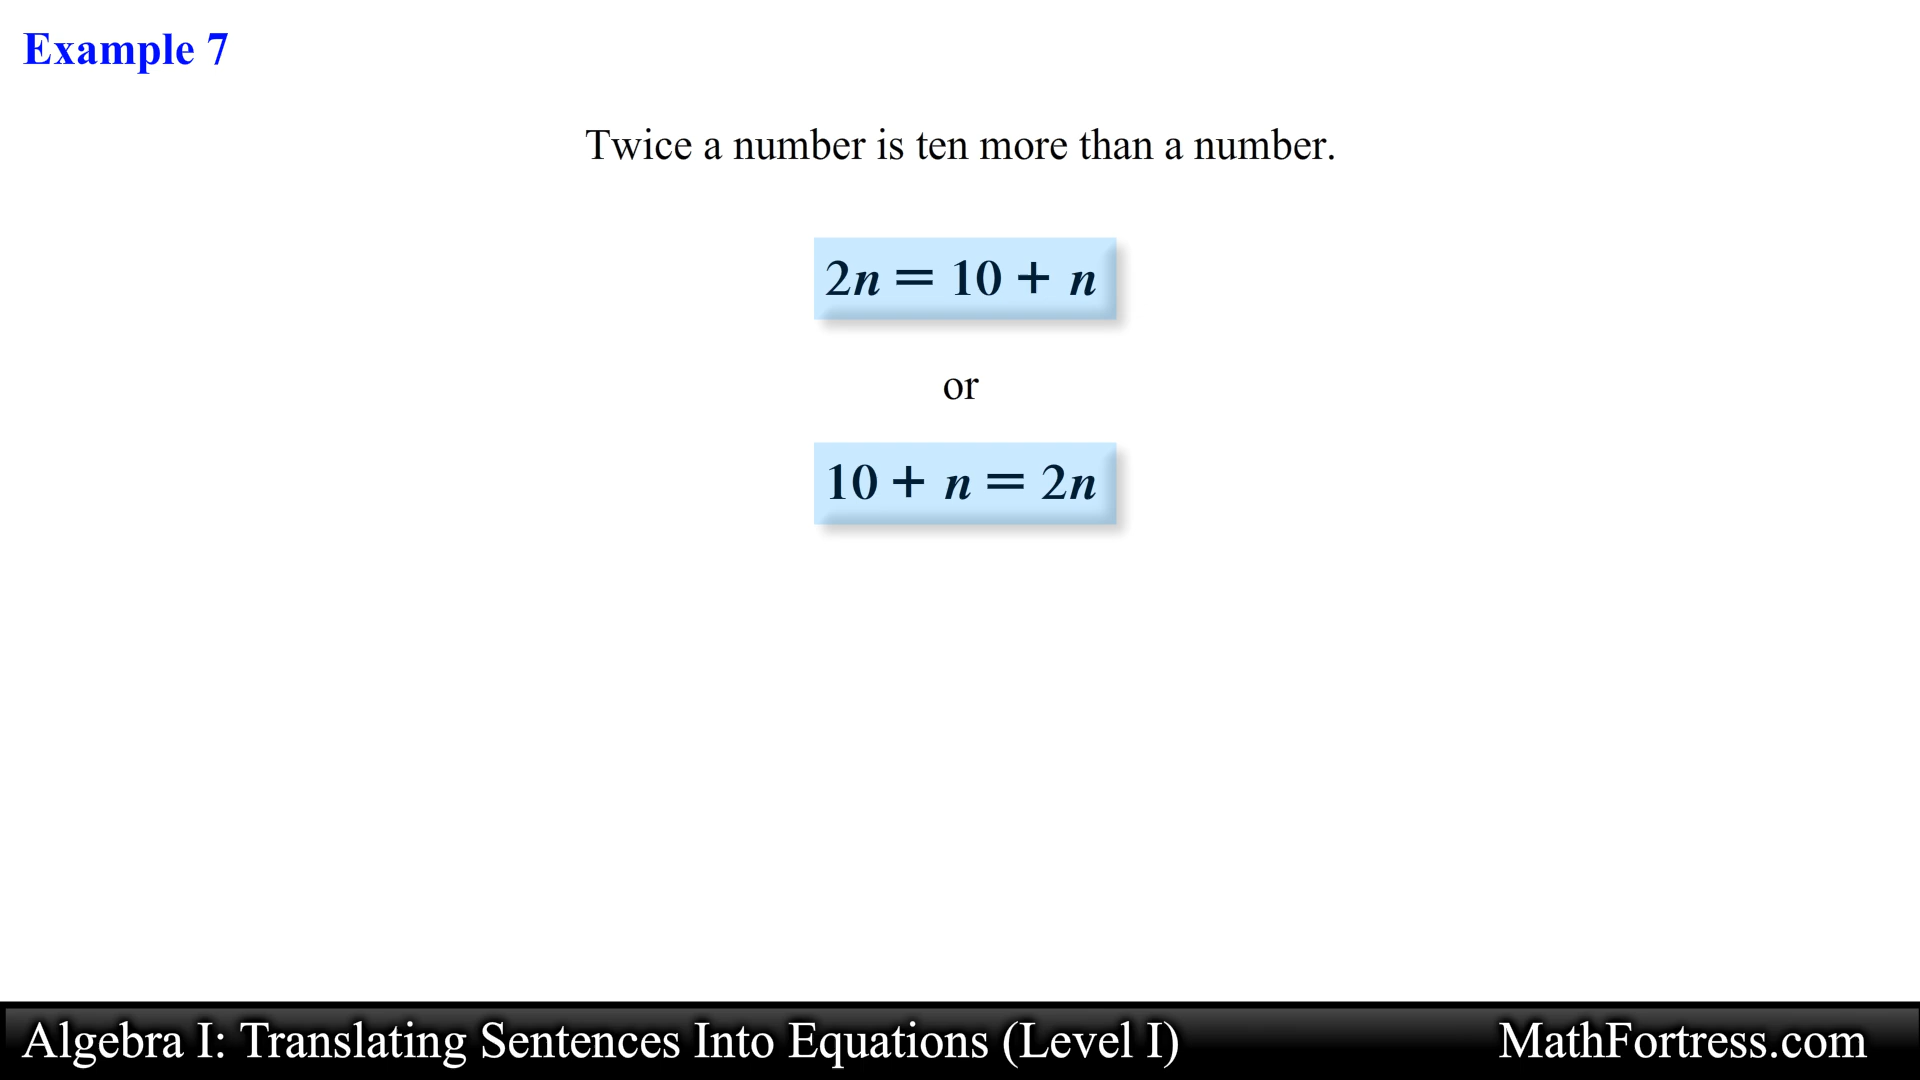 Example 7
Twice a number is ten more than a number.
2n = 10 + n
or
10 + n = 2n
Algebra I: Translating Sentences Into Equations (Level I)
MathFortress.com